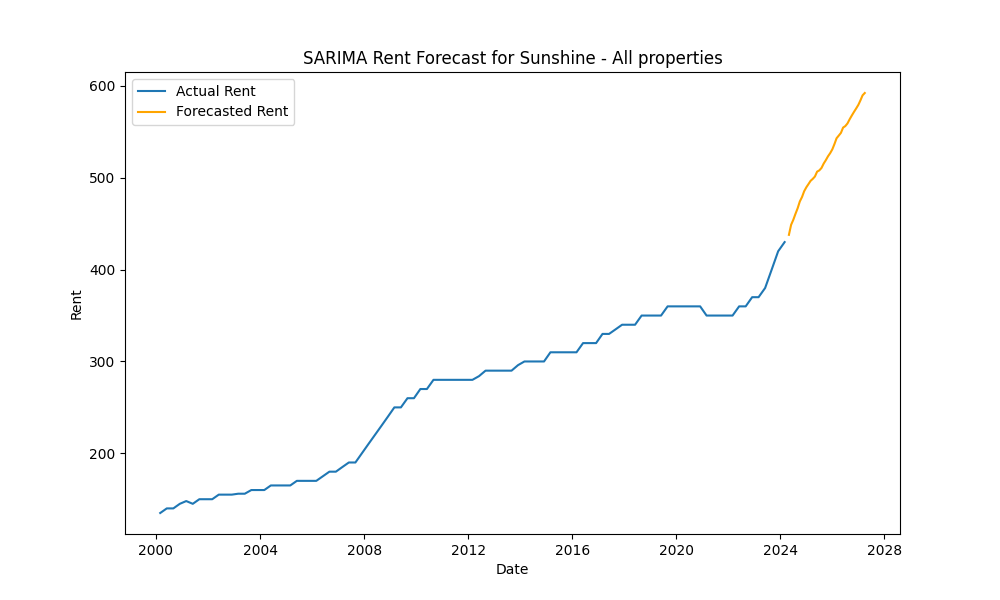 SARIMA Rent Forecast for Sunshine - All properties
Actual Rent
Forecasted Rent
600
500
400
300
200
Rent
2000 2004 2008 2012 2016 2020 2024 2028
Date